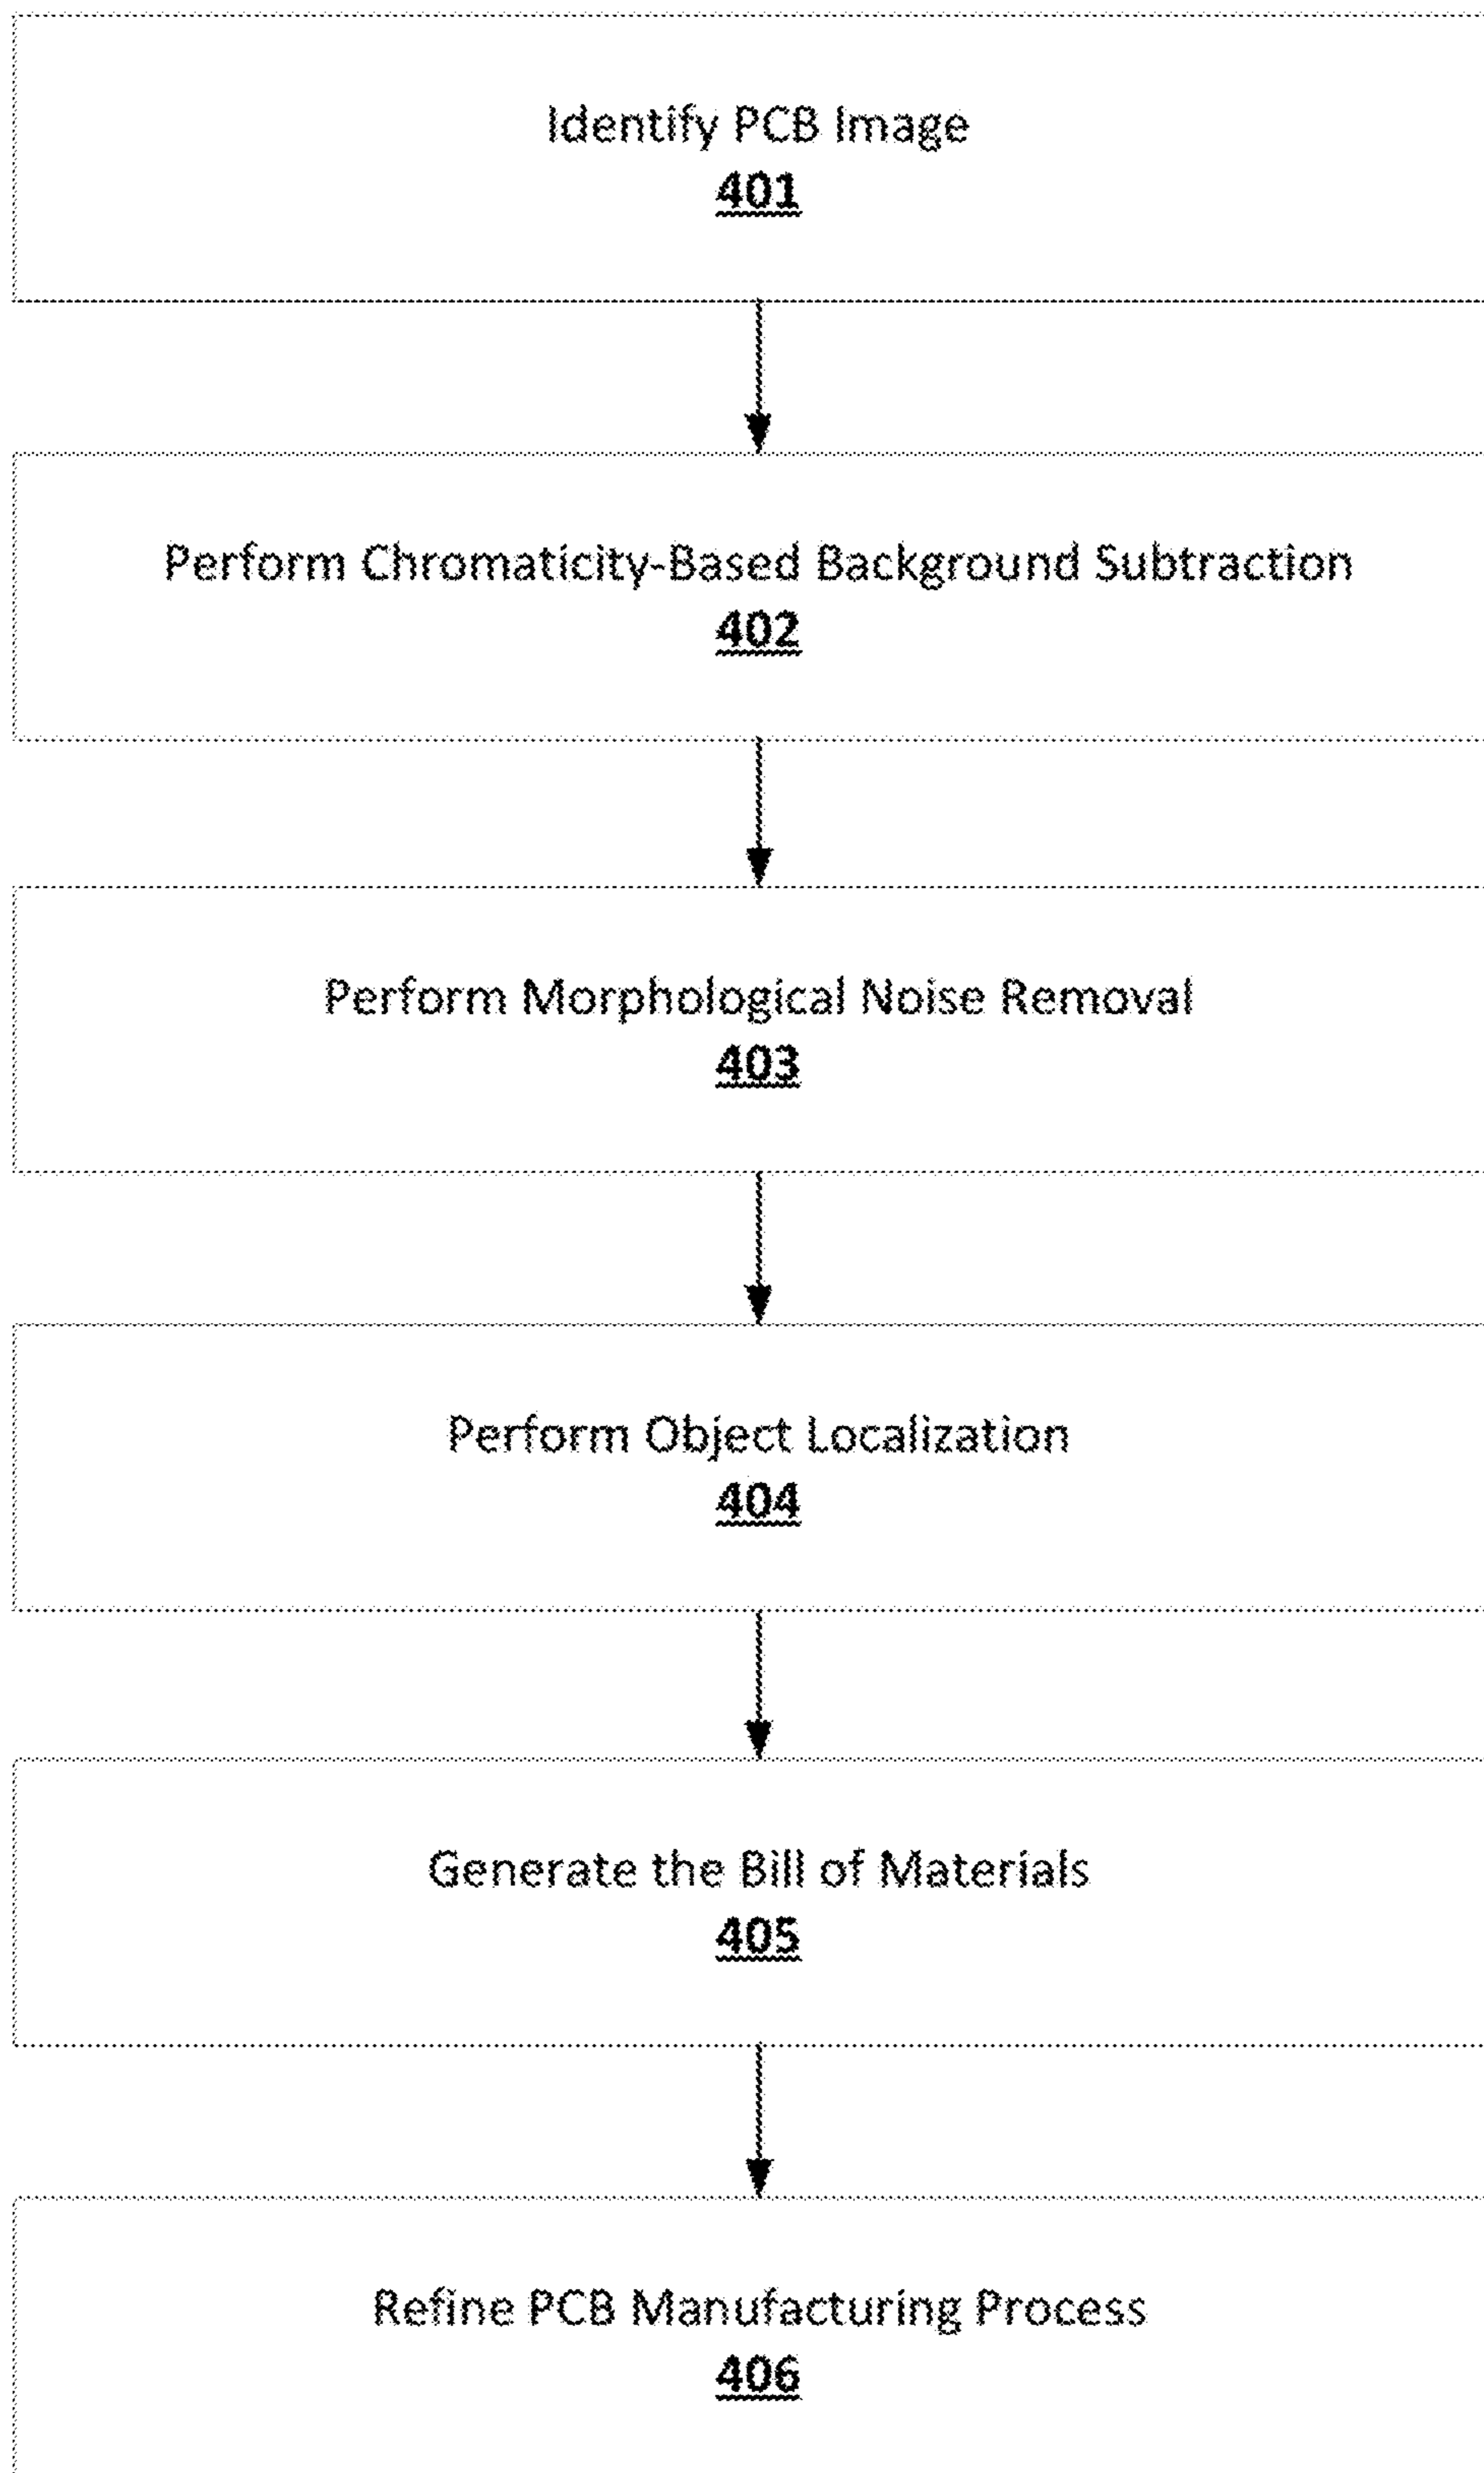 Identify PCB Image
401
Perform Chromaticity-Based Background Subtraction
402
Perform Morphological Noise Removal
403
Perform Object Localization
404
Generate the Bill of Materials
405
Refine PCB Manufacturing Process
406